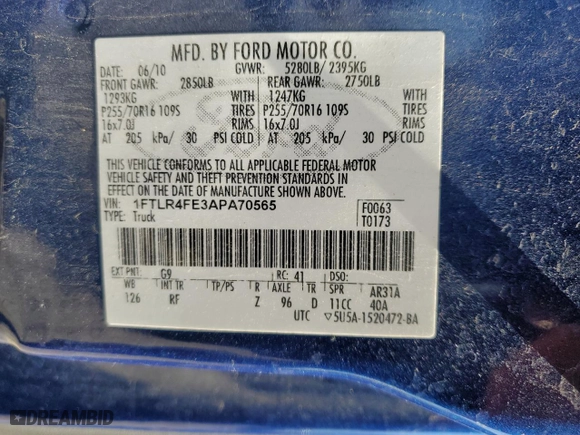 MFD. BY FORD MOTOR CO.
DATE: 06/10 GVWR: 5280LB/ 2395KG
FRONT GAWR: 2850LB REAR GAWR: 2750LB
1293KG WITH 1247KG WITH
P255/70R16 109S TIRES P255/70R16 109S TIRES
16x7.0J RIMS 16x7.0J RIMS
AT 205 kPa/ 30 PSI COLD AT 205 kPa/ 30 PSI COLD
THIS VEHICLE CONFORMS TO ALL APPLICABLE FEDERAL MOTOR
VEHICLE SAFETY AND THEFT PREVENTION STANDARDS IN
EFFECT ON THE DATE OF MANUFACTURE SHOWN ABOVE.
VIN: 1FTLR4FE3APA70565 F0063
TYPE: Truck T0173
EXT PNT: G9 RC: 41 DSO:
WB INT TR TP/PS R AXLE TR SPR AR31A
126 RF Z 96 D 11CC 40A
UTC ▽5U5A-1520472-BA
DREAMBID